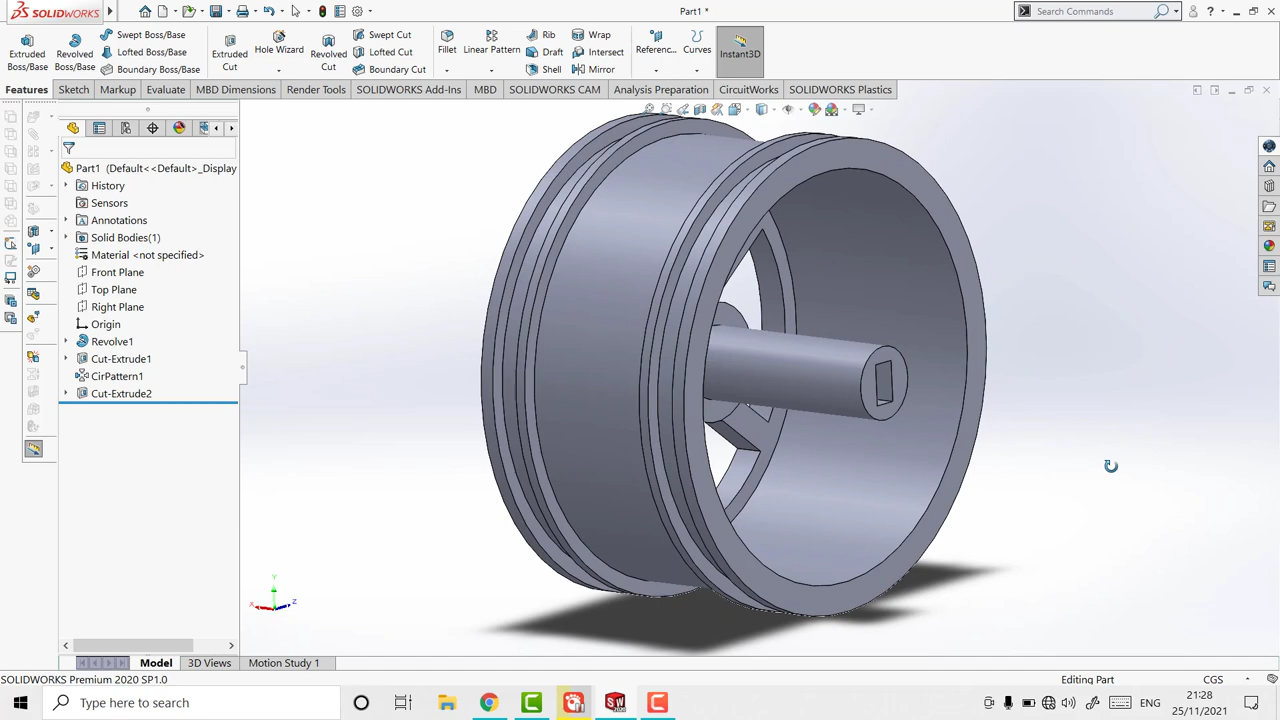 SOLIDWORKS
Part1 *
Search Commands
Extruded Boss/Base
Revolved Boss/Base
Swept Boss/Base
Lofted Boss/Base
Boundary Boss/Base
Extruded Cut
Hole Wizard
Revolved Cut
Swept Cut
Lofted Cut
Boundary Cut
Fillet
Linear Pattern
Rib
Draft
Shell
Wrap
Intersect
Mirror
Referenc...
Curves
Instant3D
Features Sketch Markup Evaluate MBD Dimensions Render Tools SOLIDWORKS Add-Ins MBD SOLIDWORKS CAM Analysis Preparation CircuitWorks SOLIDWORKS Plastics
Part1 (Default<<Default>_Display
History
Sensors
Annotations
Solid Bodies(1)
Material <not specified>
Front Plane
Top Plane
Right Plane
Origin
Revolve1
Cut-Extrude1
CirPattern1
Cut-Extrude2
Y
X Z
Model 3D Views Motion Study 1
SOLIDWORKS Premium 2020 SP1.0
Editing Part CGS
Type here to search
ENG
21:28
25/11/2021